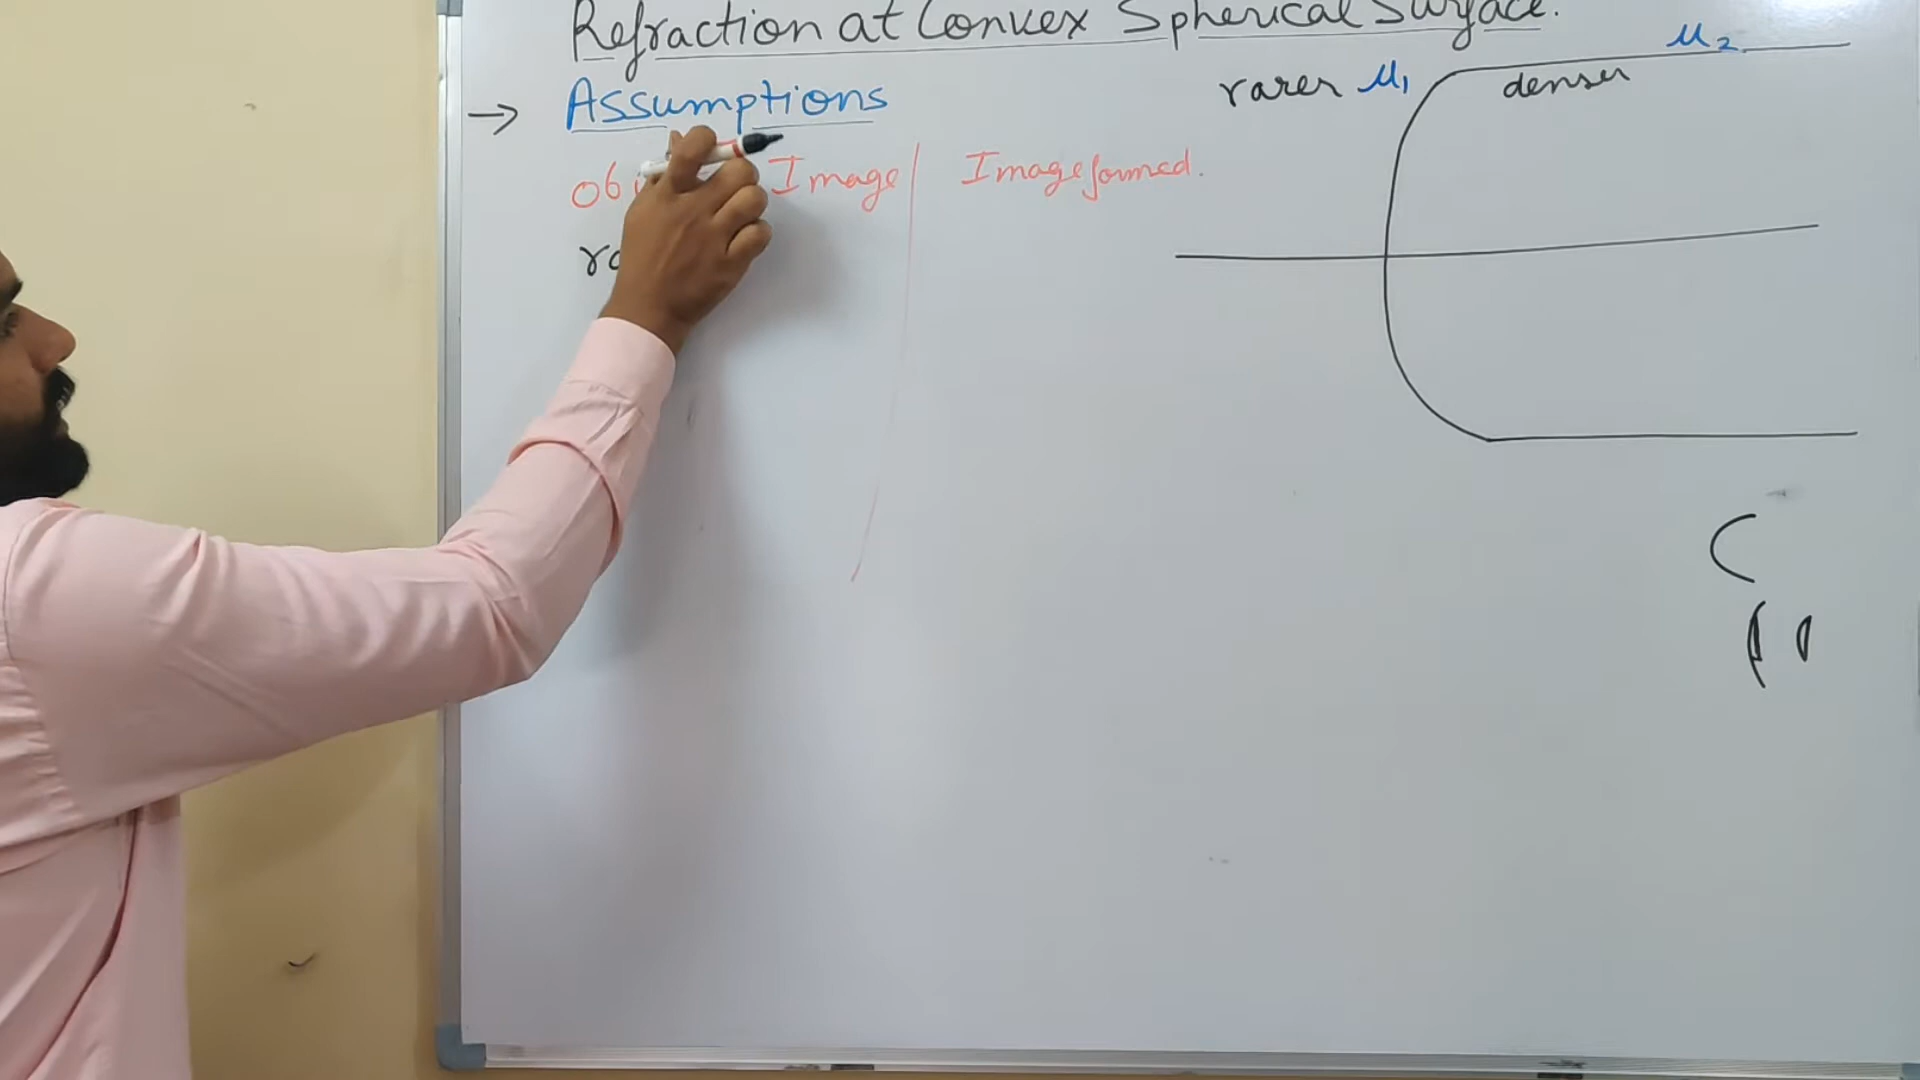 Refraction at Convex Spherical Surface.
→ Assumptions
rarer μ₁
μ₂
denser
Image | Image formed.